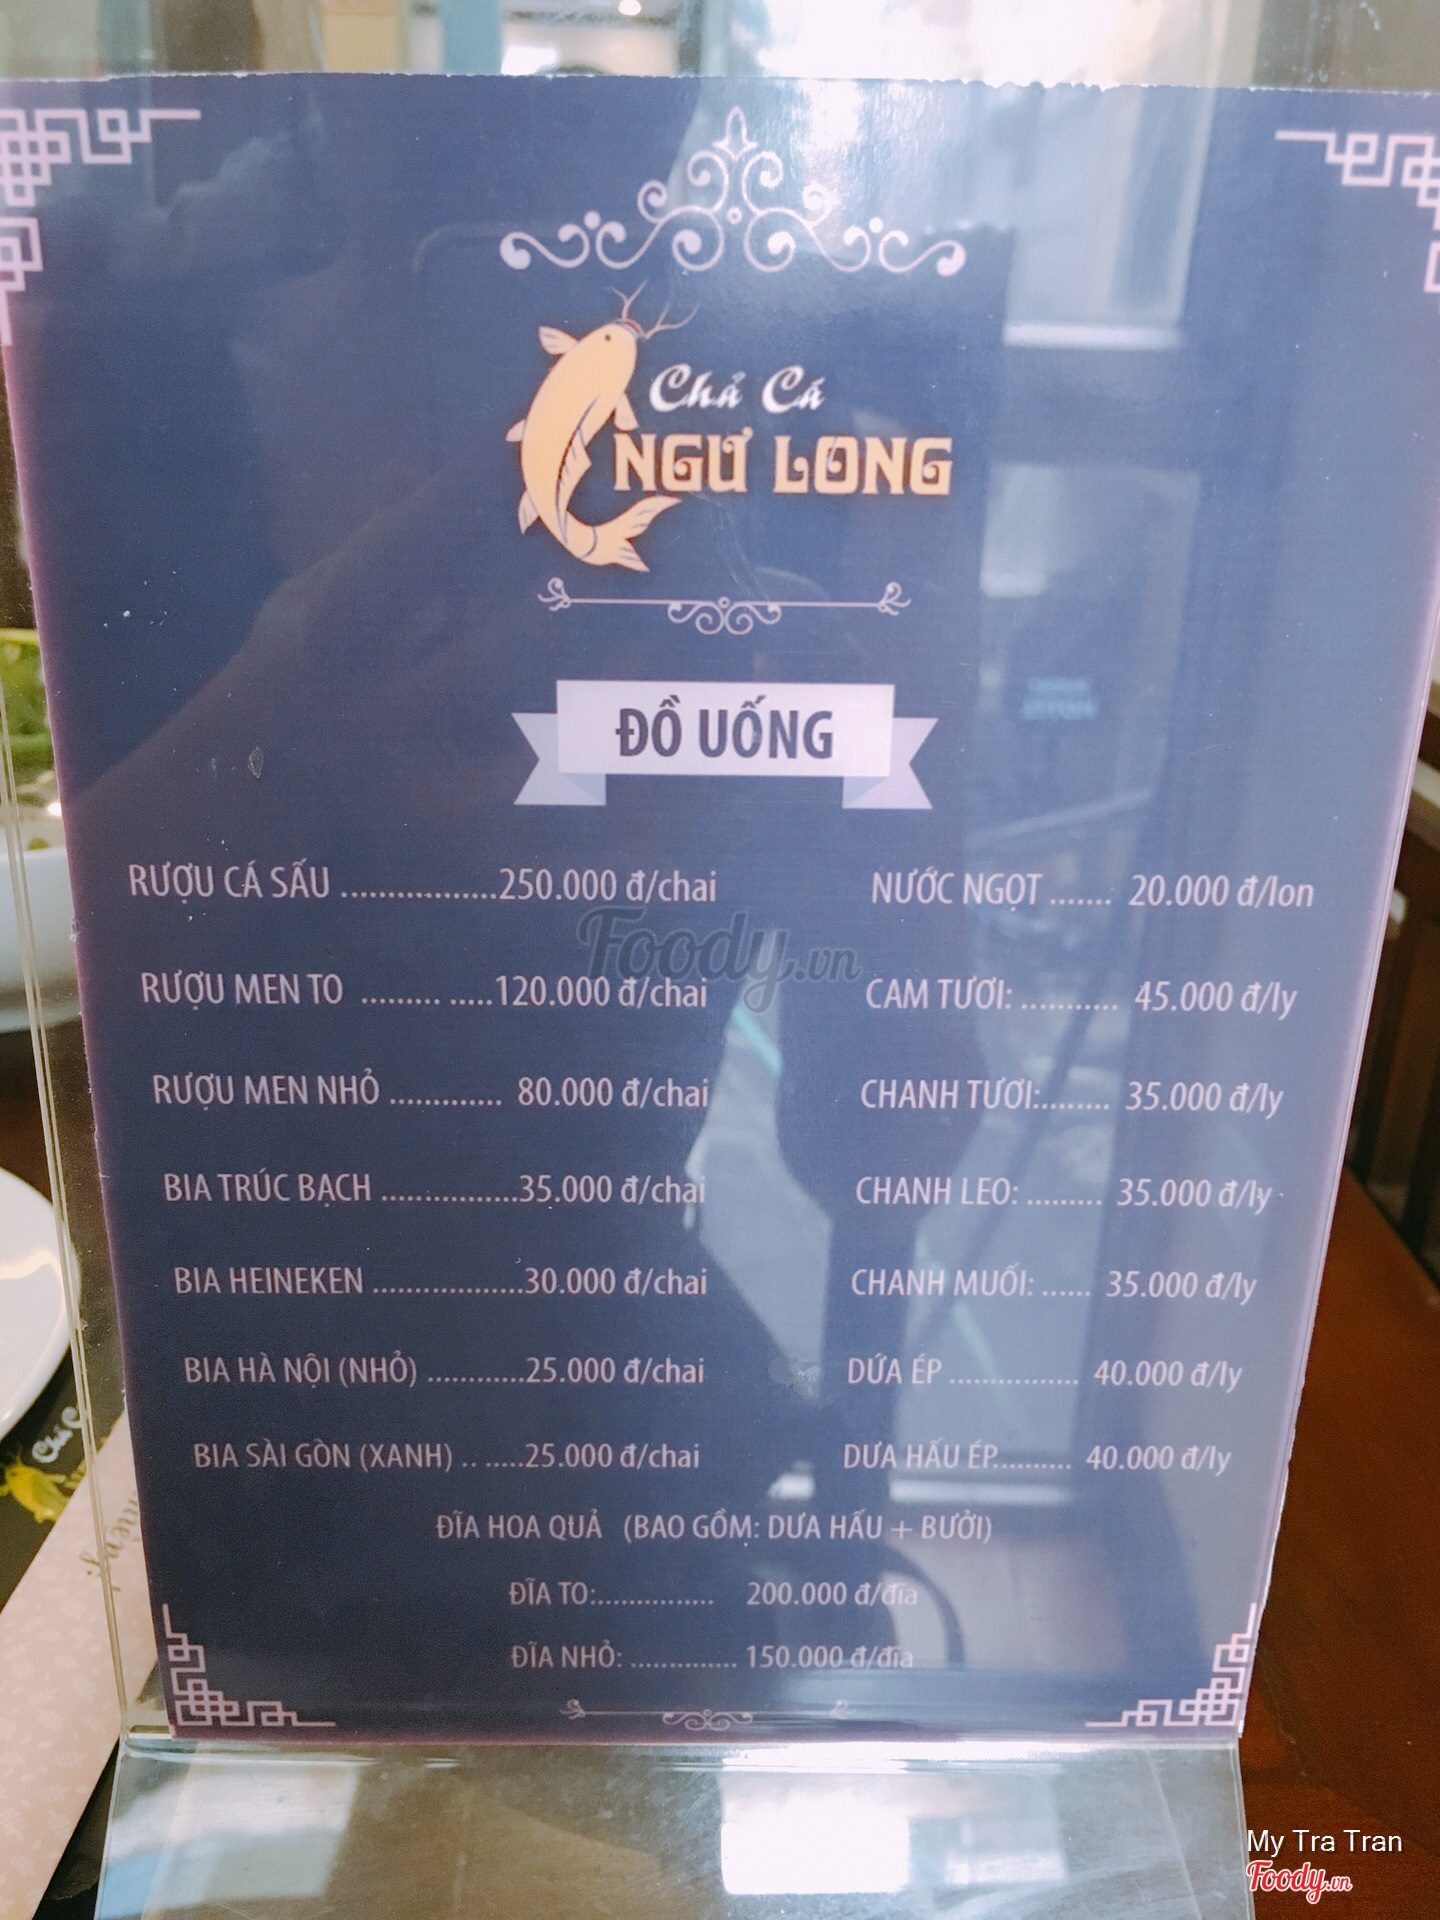 Chả Cá
NGƯ LONG
ĐỒ UỐNG
RƯỢU CÁ SẤU .................250.000 đ/chai
RƯỢU MEN TO ......... .....120.000 đ/chai
RƯỢU MEN NHỎ ............. 80.000 đ/chai
BIA TRÚC BẠCH ..................35.000 đ/chai
BIA HEINEKEN ..................30.000 đ/chai
BIA HÀ NỘI (NHỎ) ............25.000 đ/chai
BIA SÀI GÒN (XANH) .. .....25.000 đ/chai
NƯỚC NGỌT ....... 20.000 đ/lon
CAM TƯƠI: ........... 45.000 đ/ly
CHANH TƯƠI:........ 35.000 đ/ly
CHANH LEO: ......... 35.000 đ/ly
CHANH MUỐI: ...... 35.000 đ/ly
DỨA ÉP ................ 40.000 đ/ly
DƯA HẤU ÉP.......... 40.000 đ/ly
ĐĨA HOA QUẢ (BAO GỒM: DƯA HẤU + BƯỞI)
ĐĨA TO:............... 200.000 đ/đĩa
ĐĨA NHỎ: .............. 150.000 đ/đĩa
Foody.vn
Chả C
My Tra Tran
Foody.vn